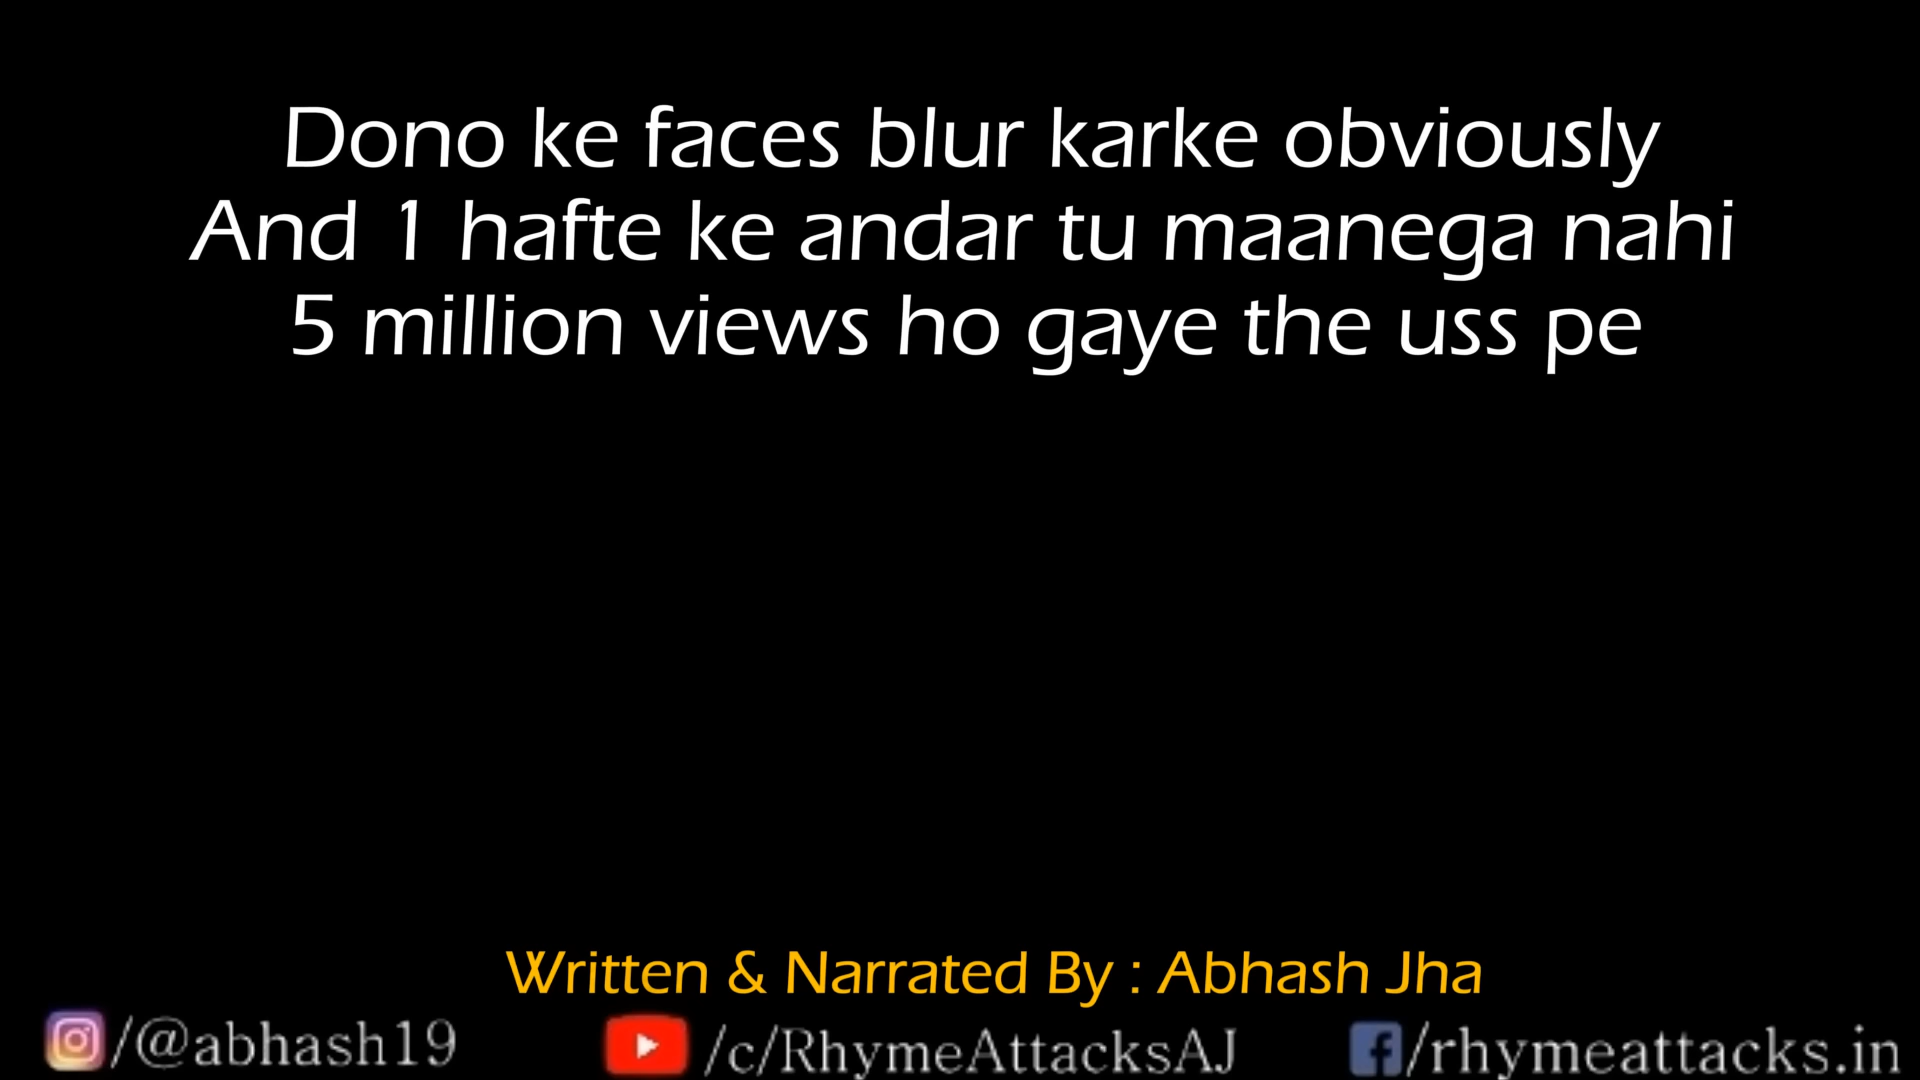 Dono ke faces blur karke obviously
And 1 hafte ke andar tu maanega nahi
5 million views ho gaye the uss pe
Written & Narrated By : Abhash Jha
/@abhash19 /c/RhymeAttacksAJ /rhymeattacks.in